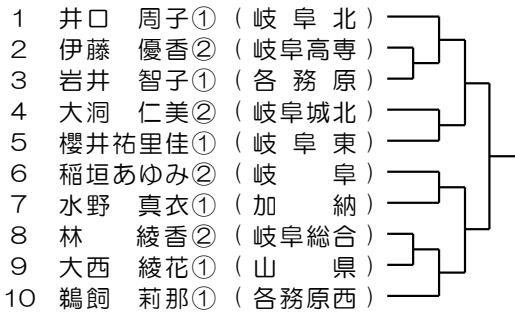 1 井口 周子① ( 岐 阜 北 )
2 伊藤 優香② ( 岐阜高専 )
3 岩井 智子① ( 各 務 原 )
4 大洞 仁美② ( 岐阜城北 )
5 櫻井祐里佳① ( 岐 阜 東 )
6 稲垣あゆみ② ( 岐 阜 )
7 水野 真衣① ( 加 納 )
8 林 綾香② ( 岐阜総合 )
9 大西 綾花① ( 山 県 )
10 鵜飼 莉那① ( 各務原西 )